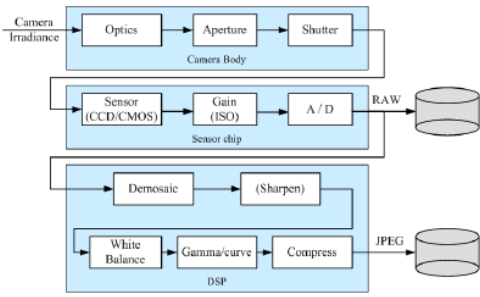 Camera
Irradiance
Optics
Aperture
Shutter
Camera Body
Sensor
(CCD/CMOS)
Gain
(ISO)
A / D
RAW
Sensor chip
Demosaic
(Sharpen)
White
Balance
Gamma/curve
Compress
JPEG
DSP